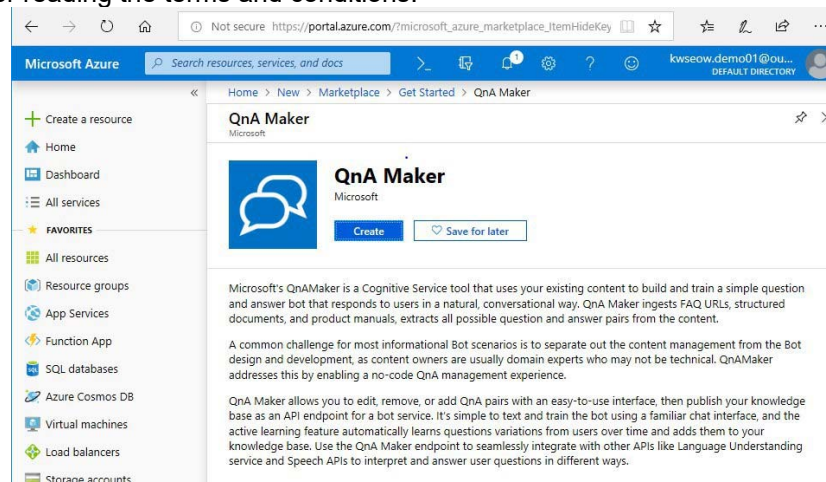 r reading the terms and conditions.
Not secure https://portal.azure.com/?microsoft_azure_marketplace_ItemHideKey
Microsoft Azure
Search resources, services, and docs
1
kwseow.demo01@ou...
DEFAULT DIRECTORY
Home > New > Marketplace > Get Started > QnA Maker
Create a resource
Home
Dashboard
All services
FAVORITES
All resources
Resource groups
App Services
Function App
SQL databases
Azure Cosmos DB
Virtual machines
Load balancers
Storage accounts
QnA Maker
Microsoft
QnA Maker
Microsoft
Create
Save for later
Microsoft's QnAMaker is a Cognitive Service tool that uses your existing content to build and train a simple question
and answer bot that responds to users in a natural, conversational way. QnA Maker ingests FAQ URLs, structured
documents, and product manuals, extracts all possible question and answer pairs from the content.
A common challenge for most informational Bot scenarios is to separate out the content management from the Bot
design and development, as content owners are usually domain experts who may not be technical. QnAMaker
addresses this by enabling a no-code QnA management experience.
QnA Maker allows you to edit, remove, or add QnA pairs with an easy-to-use interface, then publish your knowledge
base as an API endpoint for a bot service. It's simple to text and train the bot using a familiar chat interface, and the
active learning feature automatically learns questions variations from users over time and adds them to your
knowledge base. Use the QnA Maker endpoint to seamlessly integrate with other APIs like Language Understanding
service and Speech APIs to interpret and answer user questions in different ways.